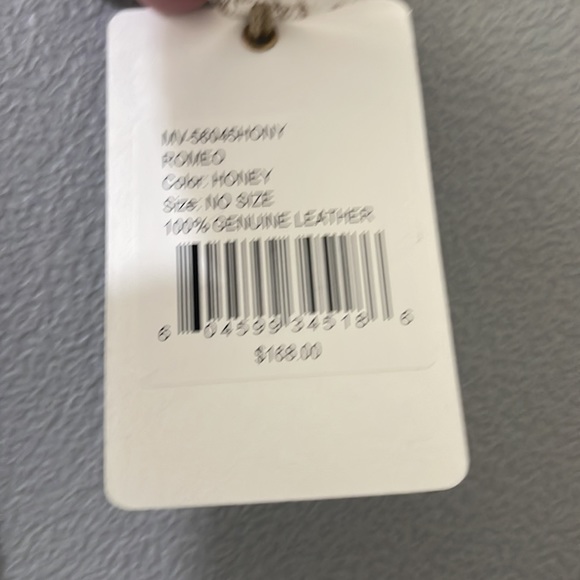 MV-56045HONY
ROMEO
Color: HONEY
Size: NO SIZE
100% GENUINE LEATHER
6 04599 34518 6
$168.00